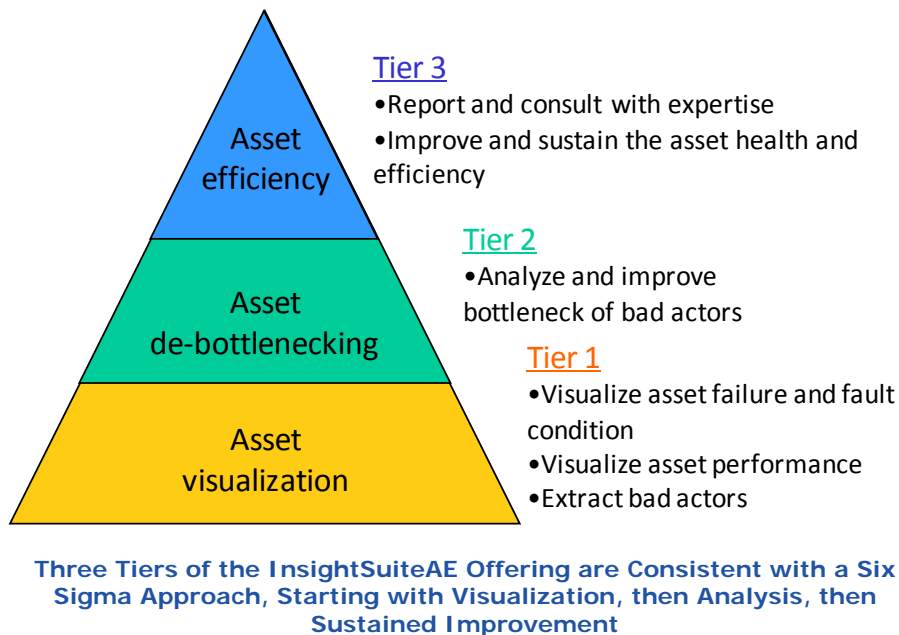 Tier 3
•Report and consult with expertise
•Improve and sustain the asset health and
efficiency
Asset
efficiency
Tier 2
•Analyze and improve
bottleneck of bad actors
Asset
de-bottlenecking
Tier 1
•Visualize asset failure and fault
condition
•Visualize asset performance
•Extract bad actors
Asset
visualization
Three Tiers of the InsightSuiteAE Offering are Consistent with a Six
Sigma Approach, Starting with Visualization, then Analysis, then
Sustained Improvement